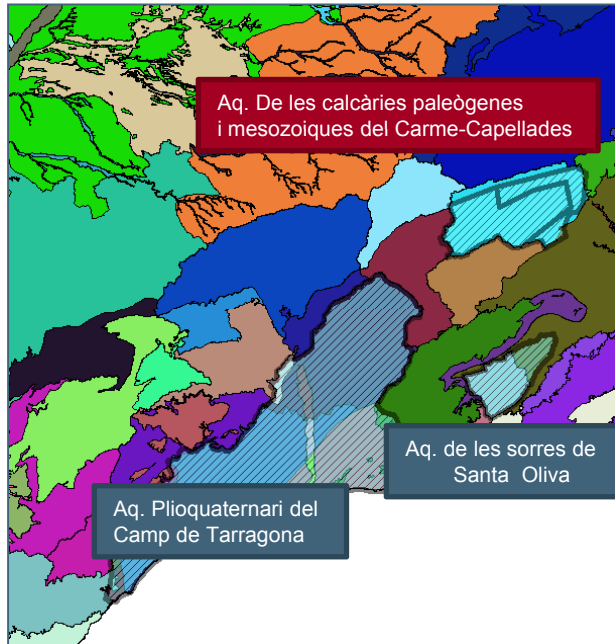 Aq. De les calcàries paleògenes
i mesozoiques del Carme-Capellades
Aq. de les sorres de
Santa Oliva
Aq. Plioquaternari del
Camp de Tarragona